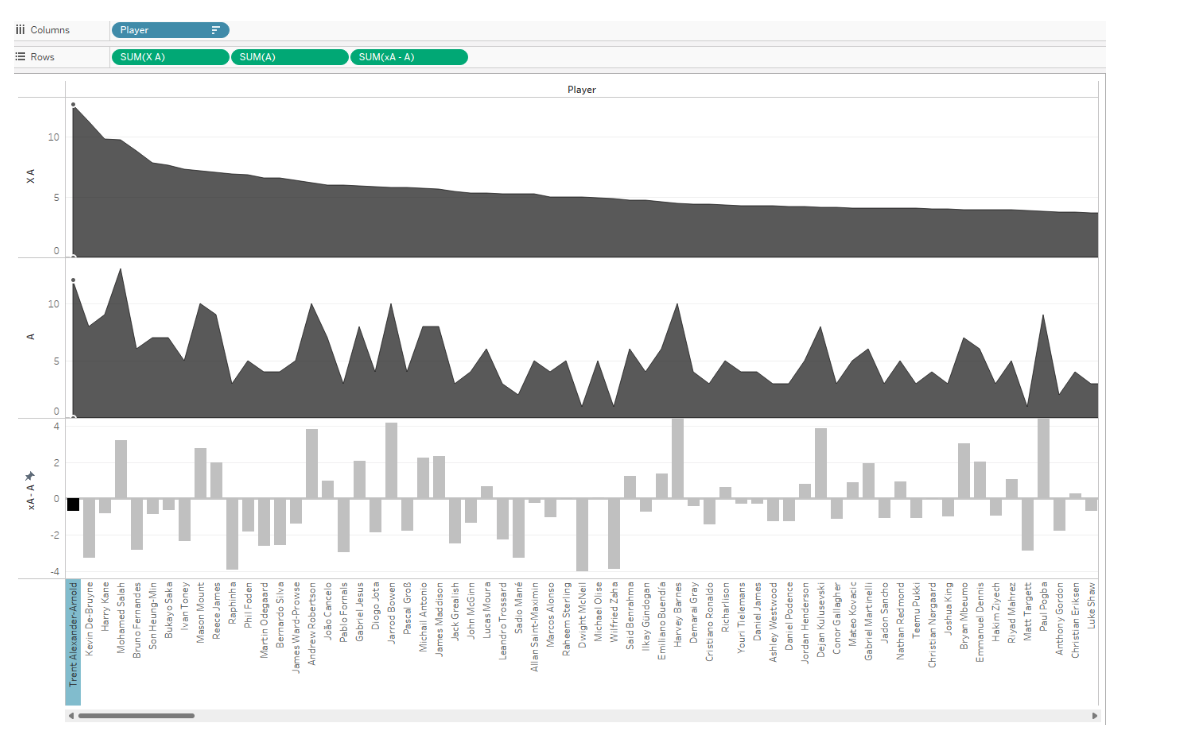 Columns
Player
Rows
SUM(X A)
SUM(A)
SUM(xA - A)
Player
X A
10
5
0
A
10
5
0
xA - A
4
2
0
-2
-4
Trent Alexander-Arnold
Kevin De-Bruyne
Harry Kane
Mohamed Salah
Bruno Fernandes
Son Heung-Min
Bukayo Saka
Ivan Toney
Mason Mount
Reece James
Raphinha
Phil Foden
Martin Odegaard
Bernardo Silva
James Ward-Prowse
Andrew Robertson
João Cancelo
Pablo Fornals
Gabriel Jesus
Diogo Jota
Jarrod Bowen
Pascal Groß
Michail Antonio
James Maddison
Jack Grealish
John McGinn
Lucas Moura
Leandro Trossard
Sadio Mané
Allan Saint-Maximin
Marcos Alonso
Raheem Sterling
Dwight McNeil
Michael Olise
Wilfried Zaha
Said Benrahma
Ilkay Gündogan
Emiliano Buendía
Harvey Barnes
Demarai Gray
Cristiano Ronaldo
Richarlison
Youri Tielemans
Daniel James
Ashley Westwood
Daniel Podence
Jordan Henderson
Dejan Kulusevski
Conor Gallagher
Mateo Kovacic
Gabriel Martinelli
Jadon Sancho
Nathan Redmond
Teemu Pukki
Christian Nørgaard
Joshua King
Bryan Mbeumo
Emmanuel Dennis
Hakim Ziyech
Riyad Mahrez
Matt Targett
Paul Pogba
Anthony Gordon
Christian Eriksen
Luke Shaw